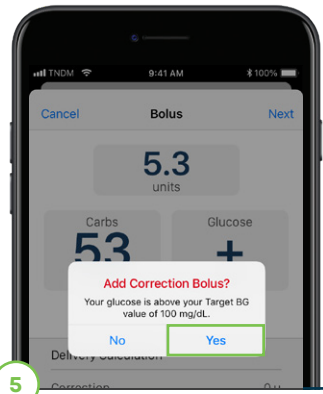 TNDM 9:41 AM 100%
Cancel Bolus Next
5.3
units
Carbs Glucose
53 +
Add Correction Bolus?
Your glucose is above your Target BG
value of 100 mg/dL.
No Yes
Delivery Calculation
Correction 0 u
5